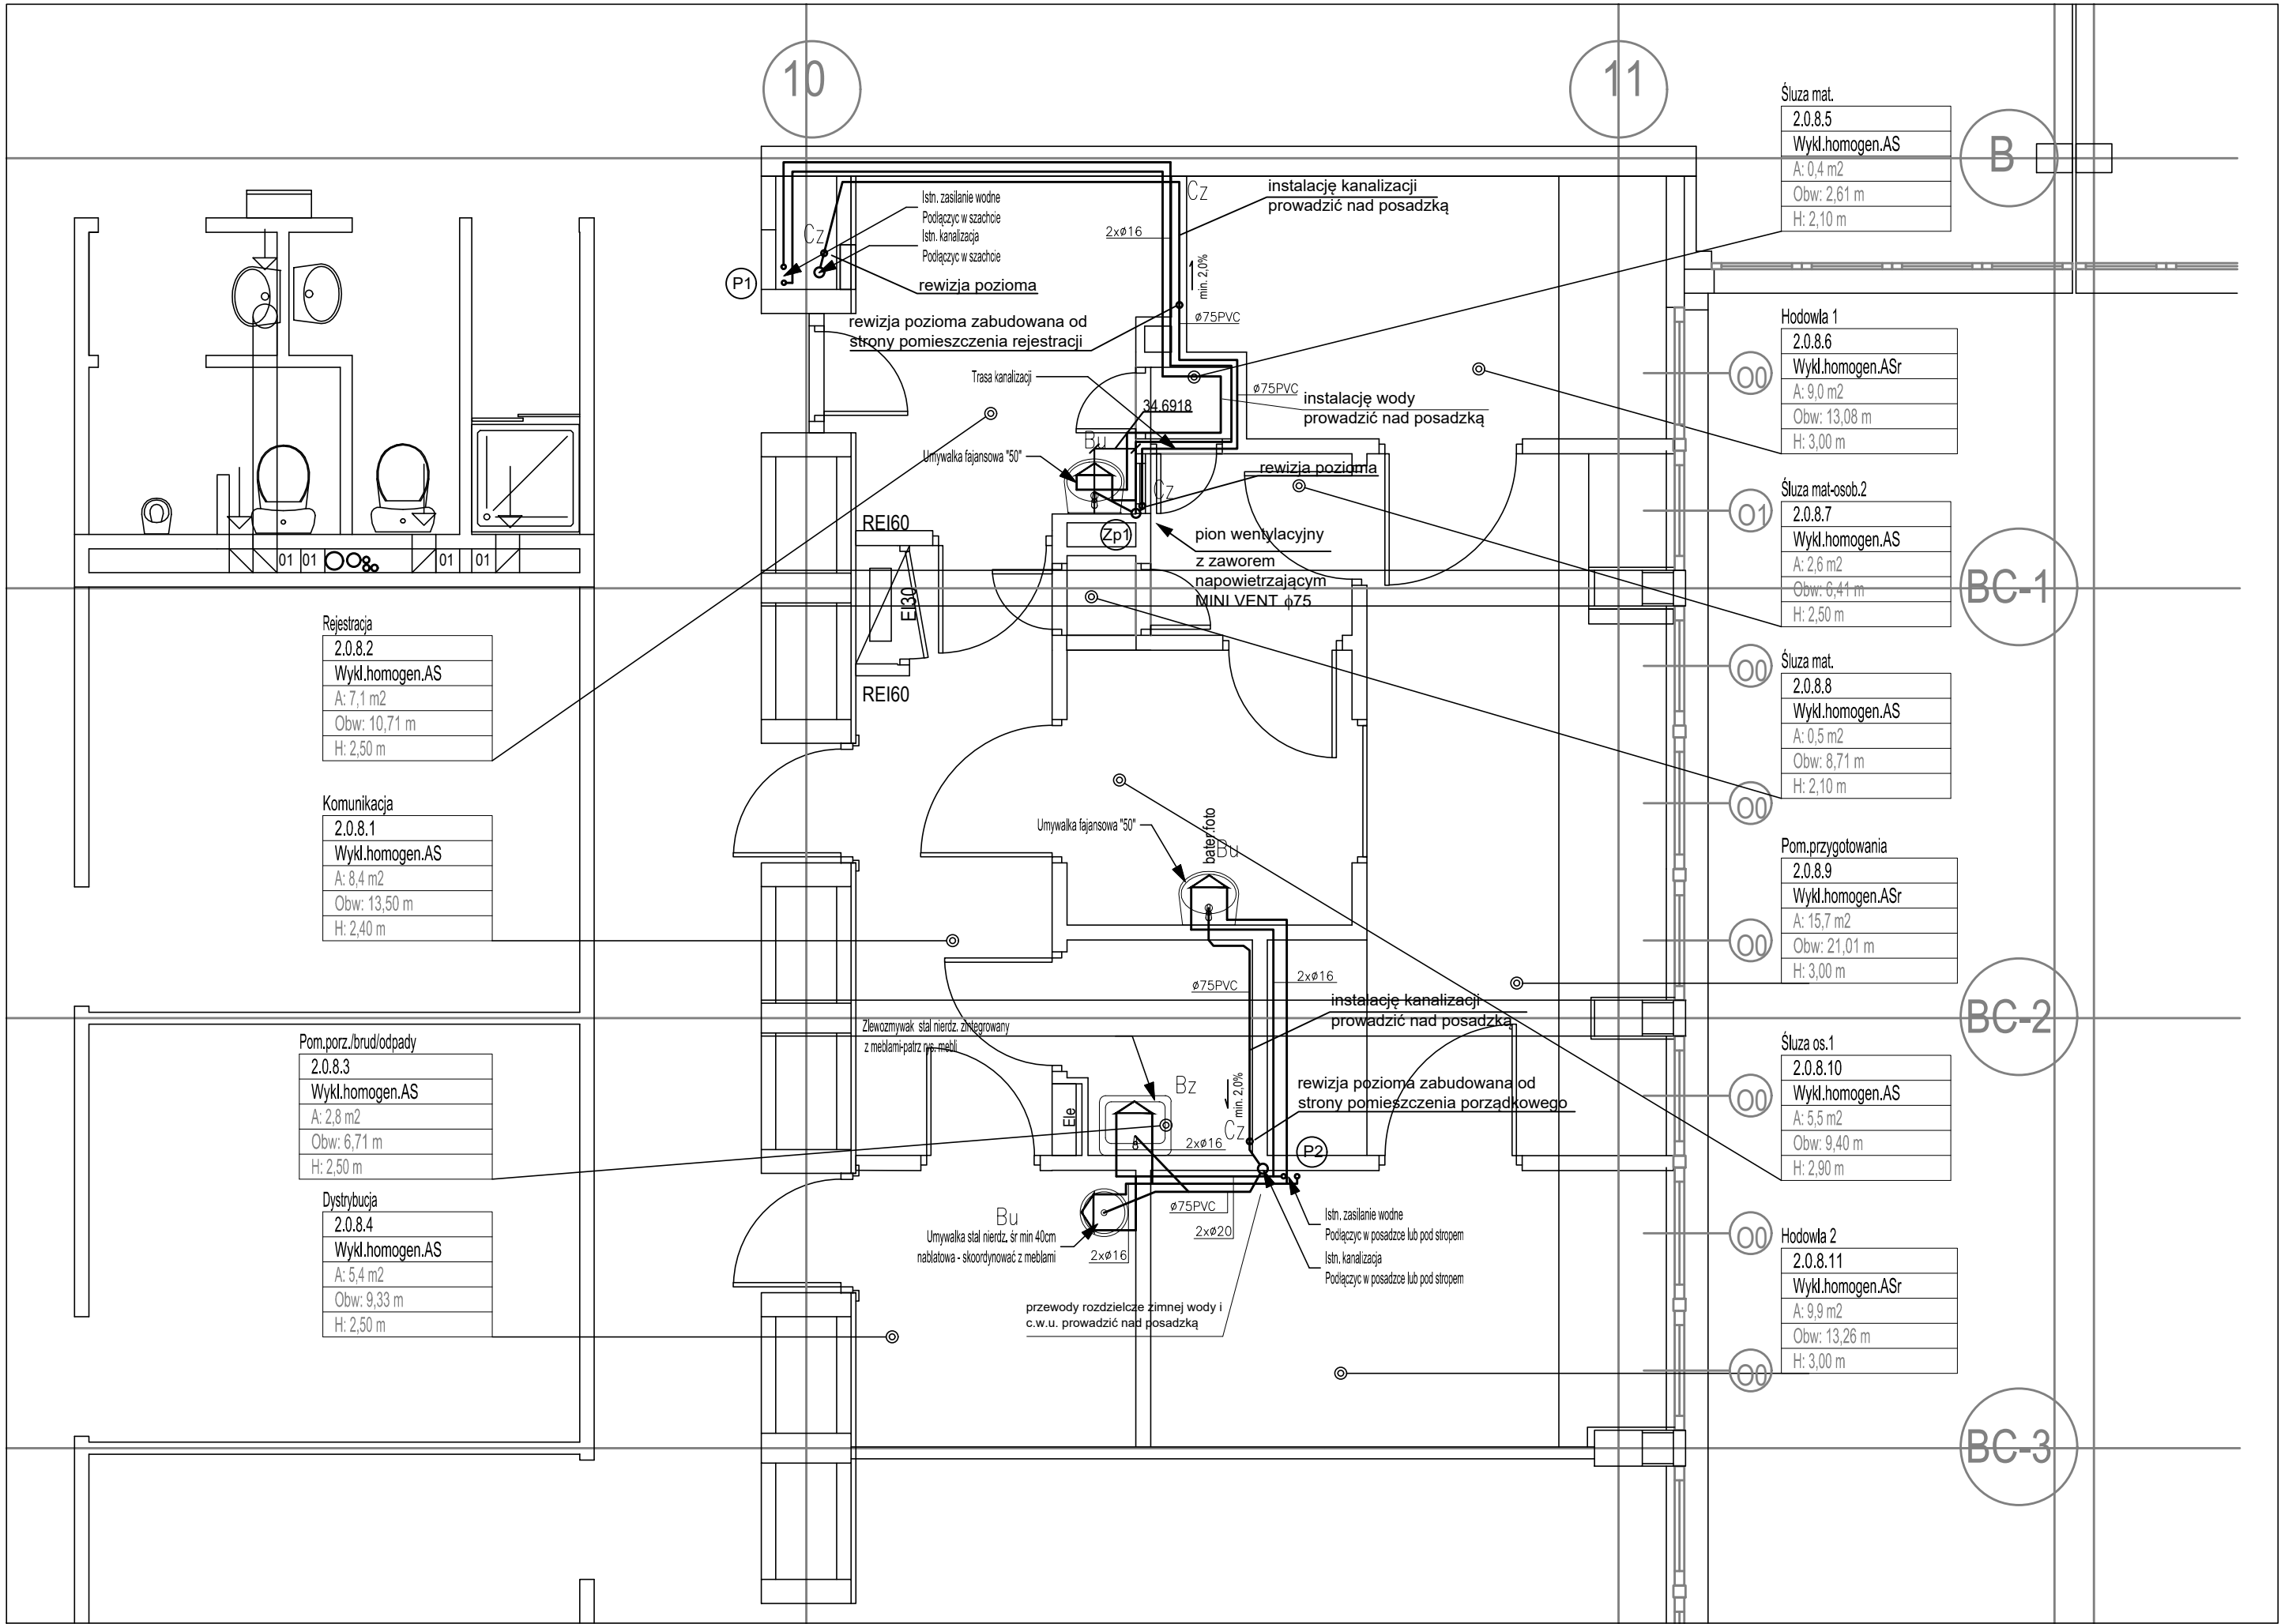 10
11
B
BC-1
BC-2
BC-3
Śluza mat.
2.0.8.5
Wykl.homogen.AS
A: 0,4 m2
Obw: 2,61 m
H: 2,10 m
Hodowla 1
2.0.8.6
Wykl.homogen.ASr
A: 9,0 m2
Obw: 13,08 m
H: 3,00 m
Śluza mat-osob.2
2.0.8.7
Wykl.homogen.AS
A: 2,6 m2
Obw: 6,41 m
H: 2,50 m
Śluza mat.
2.0.8.8
Wykl.homogen.AS
A: 0,5 m2
Obw: 8,71 m
H: 2,10 m
Pom.przygotowania
2.0.8.9
Wykl.homogen.ASr
A: 15,7 m2
Obw: 21,01 m
H: 3,00 m
Śluza os.1
2.0.8.10
Wykl.homogen.AS
A: 5,5 m2
Obw: 9,40 m
H: 2,90 m
Hodowla 2
2.0.8.11
Wykl.homogen.ASr
A: 9,9 m2
Obw: 13,26 m
H: 3,00 m
O0
O1
O0
O0
O0
O0
O0
O0
Rejestracja
2.0.8.2
Wykl.homogen.AS
A: 7,1 m2
Obw: 10,71 m
H: 2,50 m
Komunikacja
2.0.8.1
Wykl.homogen.AS
A: 8,4 m2
Obw: 13,50 m
H: 2,40 m
Pom.porz./brud/odpady
2.0.8.3
Wykl.homogen.AS
A: 2,8 m2
Obw: 6,71 m
H: 2,50 m
Dystrybucja
2.0.8.4
Wykl.homogen.AS
A: 5,4 m2
Obw: 9,33 m
H: 2,50 m
01
01
01
01
Istn. zasilanie wodne
Podłączyc w szachcie
Istn. kanalizacja
Podłączyc w szachcie
Cz
P1
rewizja pozioma
rewizja pozioma zabudowana od
strony pomieszczenia rejestracji
Cz
instalację kanalizacji
prowadzić nad posadzką
2xø16
min. 2,0%
ø75PVC
Trasa kanalizacji
34.6918
ø75PVC
instalację wody
prowadzić nad posadzką
Bu
Umywalka fajansowa "50"
rewizja pozioma
Cz
Zp1
pion wentylacyjny
z zaworem
napowietrzającym
MINI VENT ϕ75
REI60
EI30
REI60
Umywalka fajansowa "50"
bater.foto
Bu
2xø16
ø75PVC
instalację kanalizacji
prowadzić nad posadzką
Zlewozmywak stal nierdz. zintegrowany
z meblami-patrz rys. mebli
Bz
Ele
min. 2,0%
Cz
rewizja pozioma zabudowana od
strony pomieszczenia porządkowego
2xø16
P2
ø75PVC
2xø20
Bu
Umywalka stal nierdz. śr min 40cm
nablatowa - skoordynować z meblami
2xø16
Istn. zasilanie wodne
Podłączyc w posadzce lub pod stropem
Istn. kanalizacja
Podłączyc w posadzce lub pod stropem
przewody rozdzielcze zimnej wody i
c.w.u. prowadzić nad posadzką